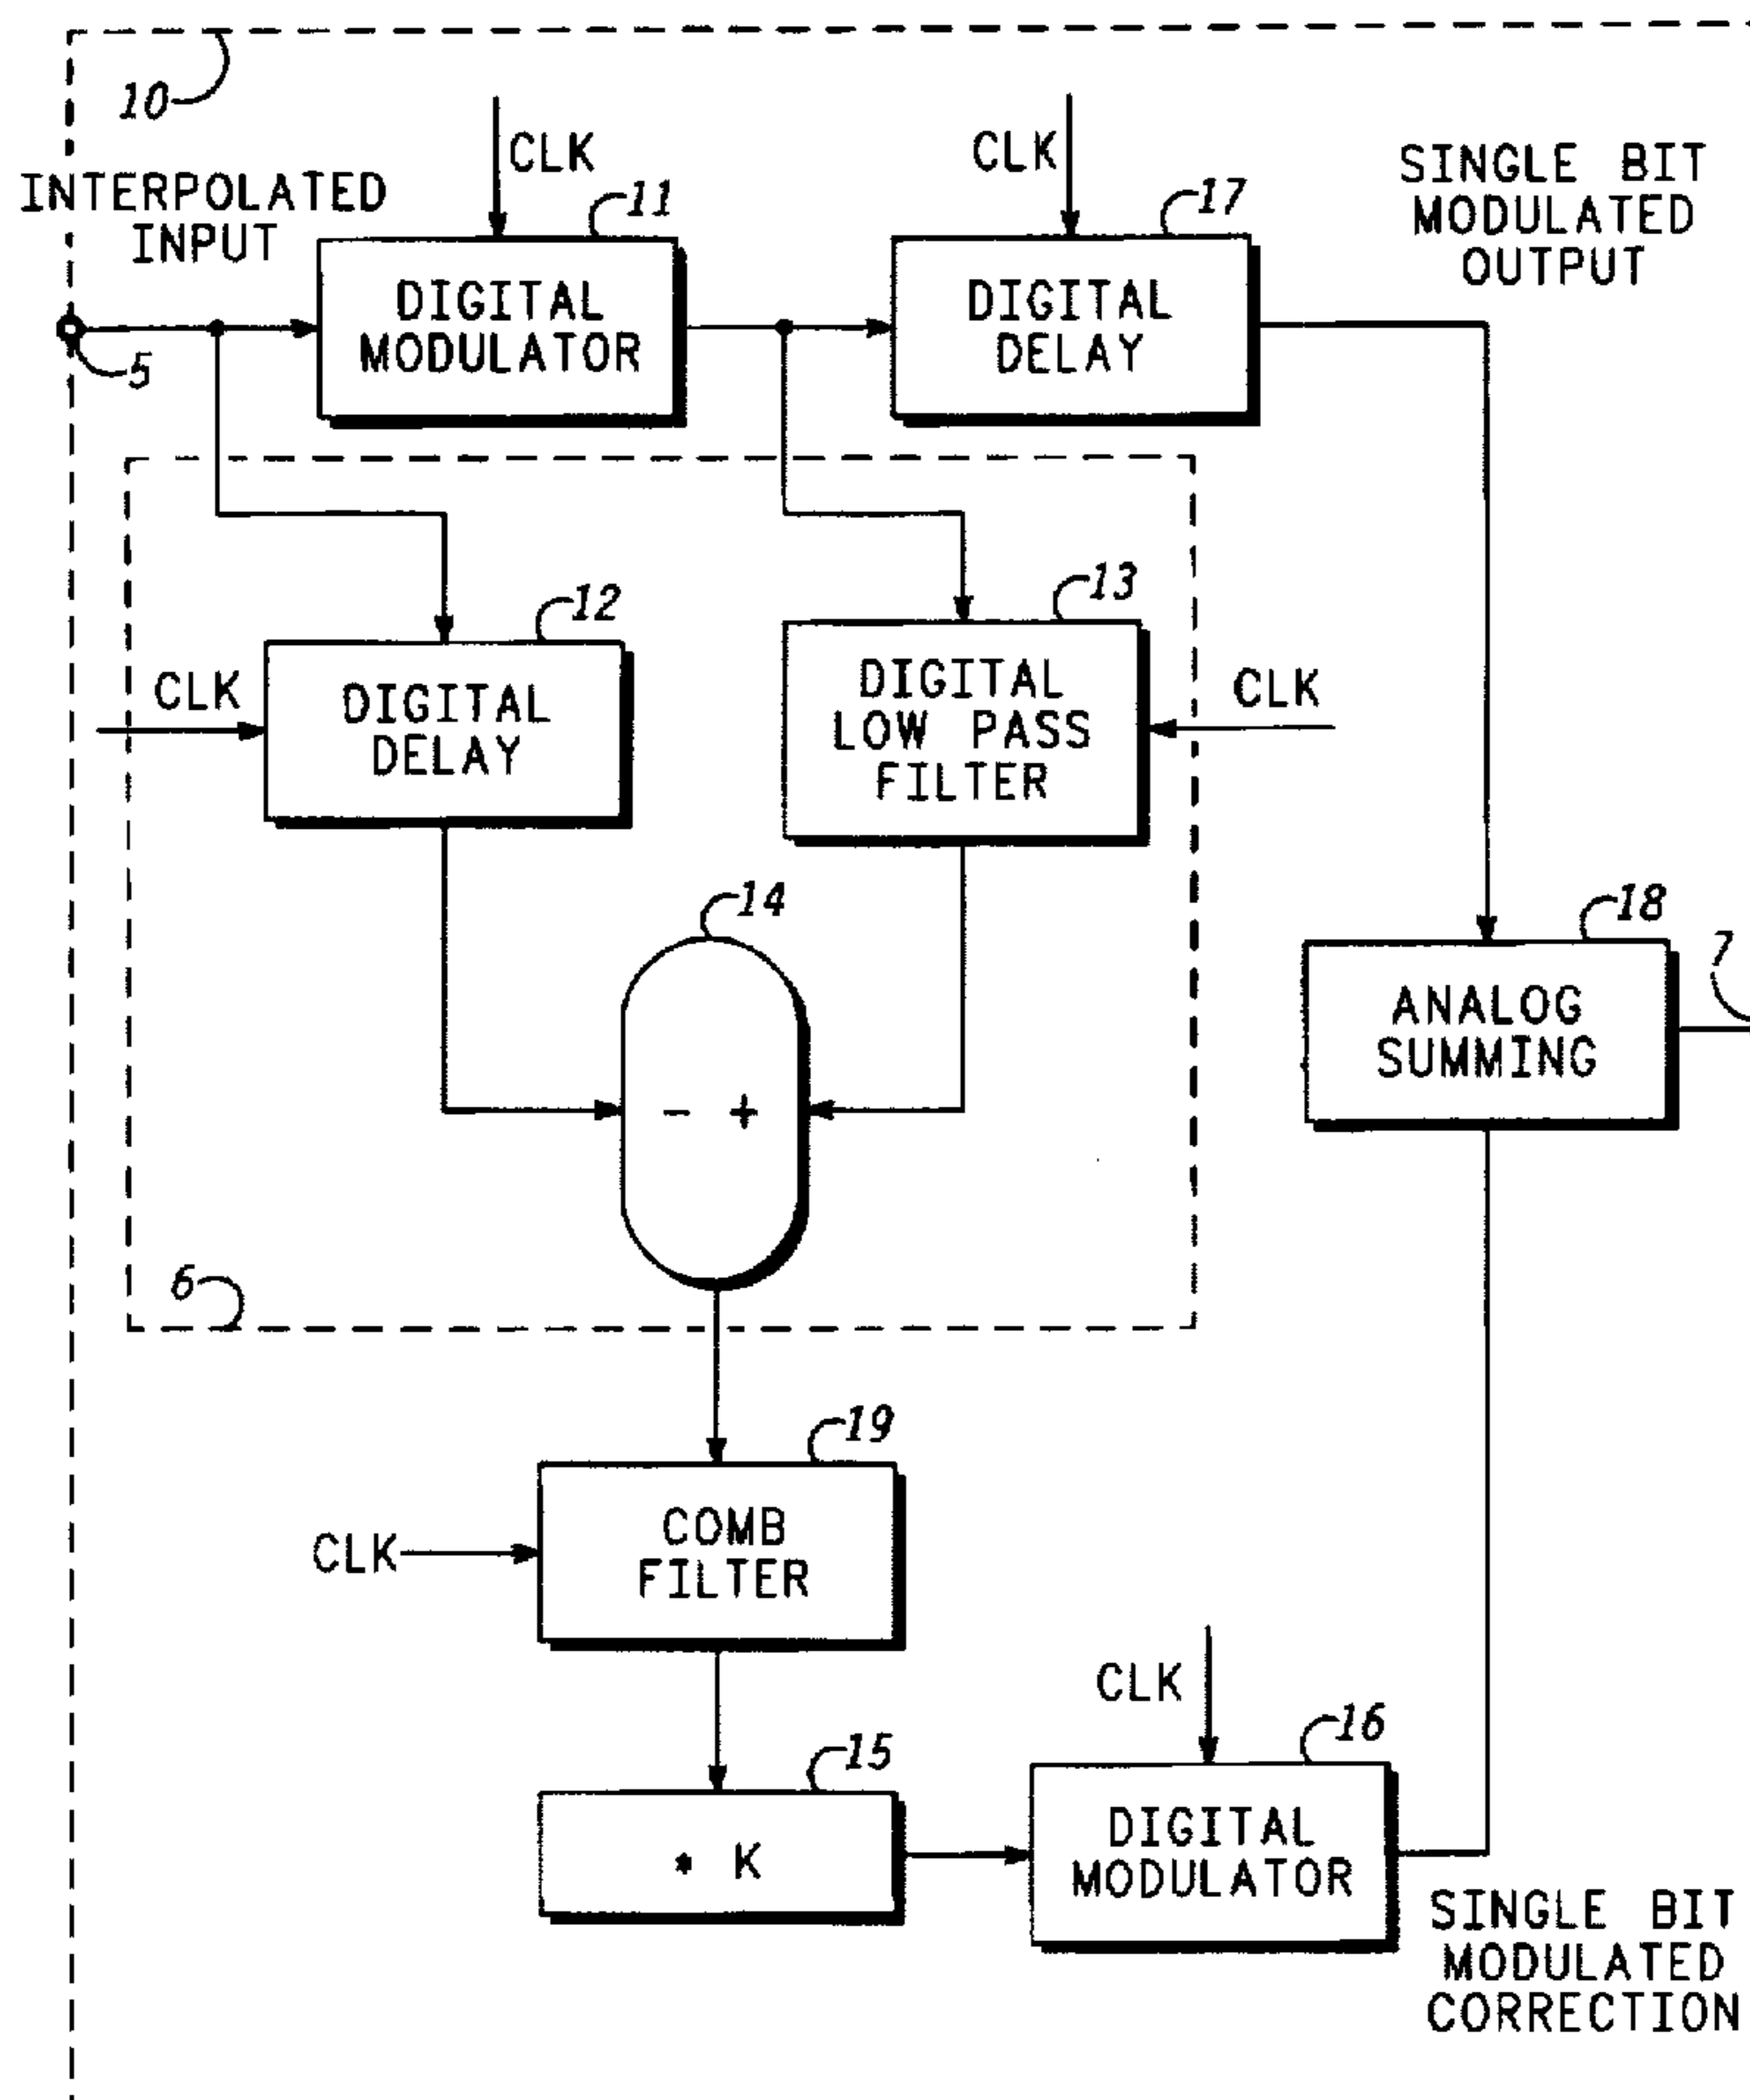 10
CLK
CLK
SINGLE BIT
MODULATED
OUTPUT
INTERPOLATED
INPUT
11
17
DIGITAL
MODULATOR
DIGITAL
DELAY
5
12
13
CLK
DIGITAL
DELAY
DIGITAL
LOW PASS
FILTER
CLK
14
18
7
- +
ANALOG
SUMMING
6
19
CLK
COMB
FILTER
CLK
15
16
* K
DIGITAL
MODULATOR
SINGLE BIT
MODULATED
CORRECTION